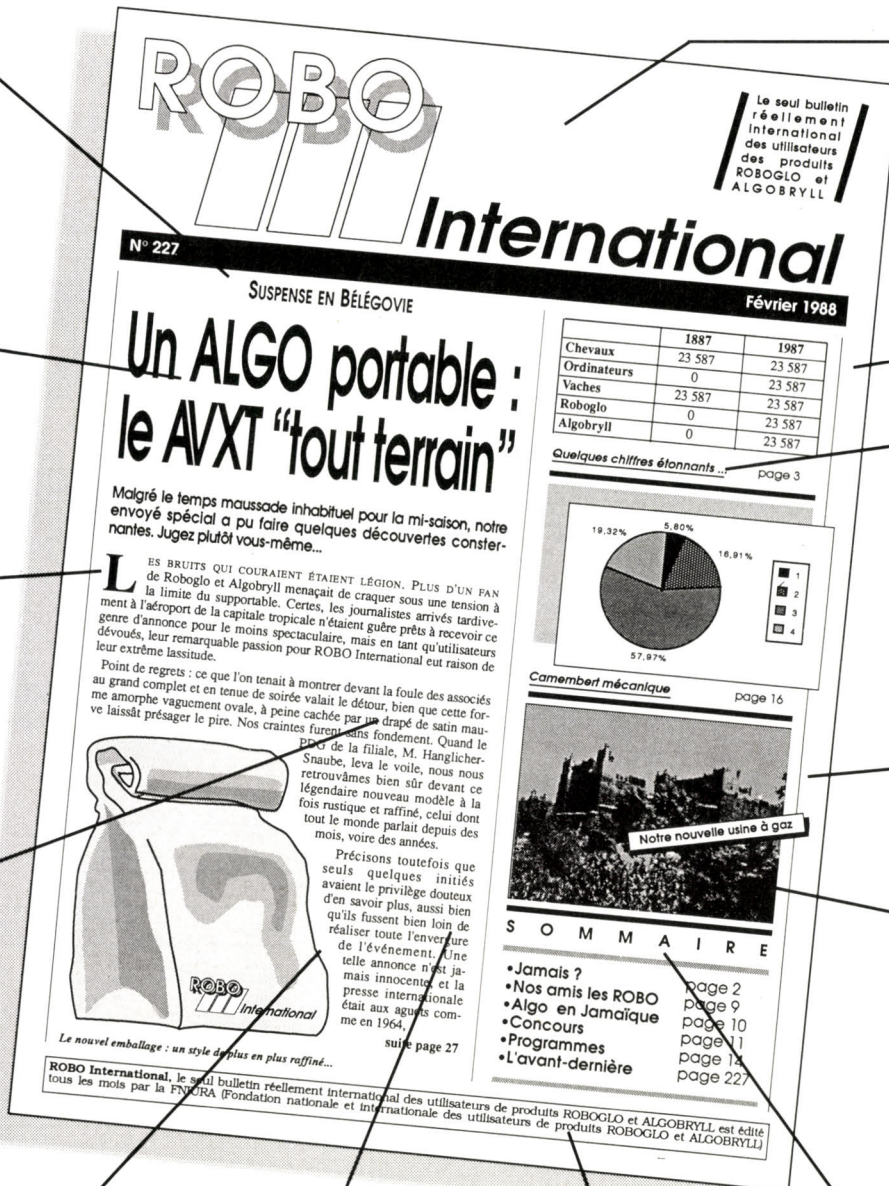 ROBO
International
Le seul bulletin
réellement
international
des utilisateurs
des produits
ROBOGLO et
ALGOBRYLL
N° 227
Février 1988
SUSPENSE EN BÉLÉGOVIE
Un ALGO portable :
le AVXT “tout terrain”
Malgré le temps maussade inhabituel pour la mi-saison, notre
envoyé spécial a pu faire quelques découvertes conster-
nantes. Jugez plutôt vous-même...
LES BRUITS QUI COURAIENT ÉTAIENT LÉGION. PLUS D'UN FAN
de Roboglo et Algobryll menaçait de craquer sous une tension à
la limite du supportable. Certes, les journalistes arrivés tardive-
ment à l'aéroport de la capitale tropicale n'étaient guère prêts à recevoir ce
genre d'annonce pour le moins spectaculaire, mais en tant qu'utilisateurs
dévoués, leur remarquable passion pour ROBO International eut raison de
leur extrême lassitude.
Point de regrets : ce que l'on tenait à montrer devant la foule des associés
au grand complet et en tenue de soirée valait le détour, bien que cette for-
me amorphe vaguement ovale, à peine cachée par un drapé de satin mau-
ve laissât présager le pire. Nos craintes furent sans fondement. Quand le
PDG de la filiale, M. Hanglicher-
Snaube, leva le voile, nous nous
retrouvâmes bien sûr devant ce
légendaire nouveau modèle à la
fois rustique et raffiné, celui dont
tout le monde parlait depuis des
mois, voire des années.
Précisons toutefois que
seuls quelques initiés
avaient le privilège douteux
d'en savoir plus, aussi bien
qu'ils fussent bien loin de
réaliser toute l'envergure
de l'événement. Une
telle annonce n'est ja-
mais innocente, et la
presse internationale
était aux aguets com-
me en 1964,
suite page 27
ROBO
International
Le nouvel emballage : un style de plus en plus raffiné...
1887 1987
Chevaux 23 587 23 587
Ordinateurs 0 23 587
Vaches 23 587 23 587
Roboglo 0 23 587
Algobryll 0 23 587
Quelques chiffres étonnants ... page 3
19,32% 5,80%
16,91%
57,97%
1
2
3
4
Camembert mécanique page 16
Notre nouvelle usine à gaz
SOMMAIRE
•Jamais ? page 2
•Nos amis les ROBO page 9
•Algo en Jamaïque page 10
•Concours page 11
•Programmes page 14
•L'avant-dernière page 227
ROBO International, le seul bulletin réellement international des utilisateurs de produits ROBOGLO et ALGOBRYLL est édité
tous les mois par la FNIURA (Fondation nationale et internationale des utilisateurs de produits ROBOGLO et ALGOBRYLL)